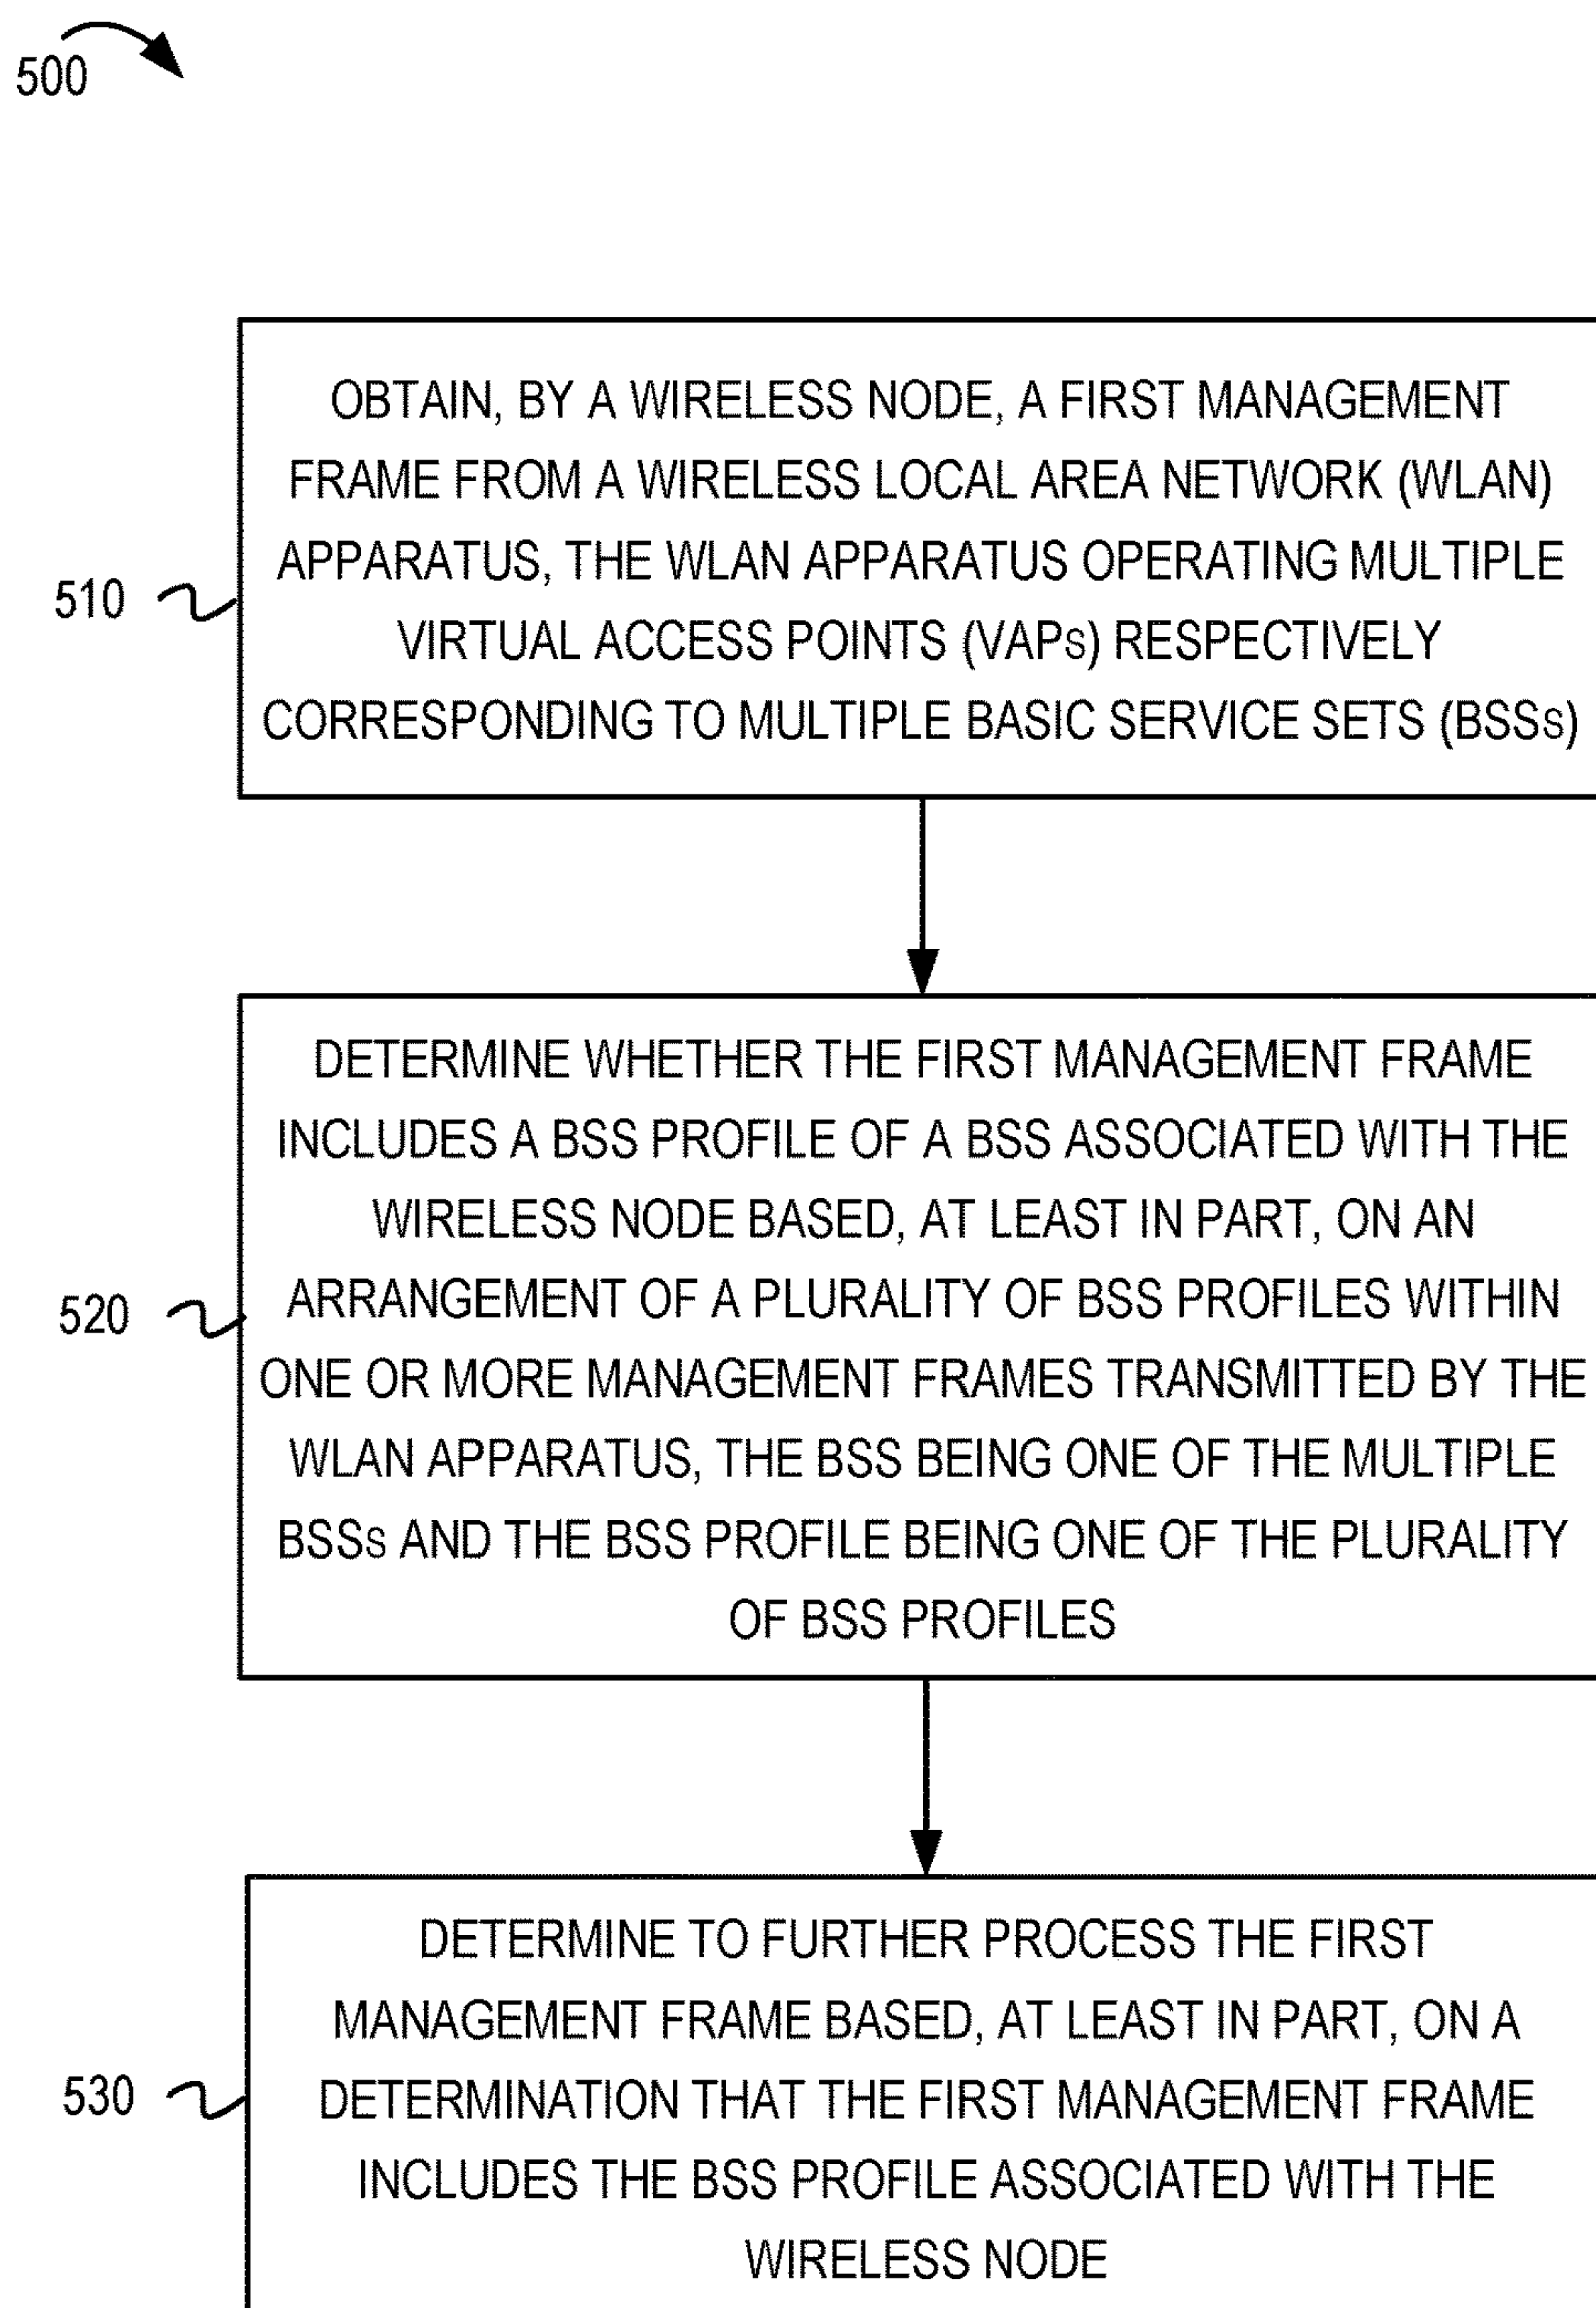 500
OBTAIN, BY A WIRELESS NODE, A FIRST MANAGEMENT
FRAME FROM A WIRELESS LOCAL AREA NETWORK (WLAN)
APPARATUS, THE WLAN APPARATUS OPERATING MULTIPLE
VIRTUAL ACCESS POINTS (VAPs) RESPECTIVELY
CORRESPONDING TO MULTIPLE BASIC SERVICE SETS (BSSs)
510
DETERMINE WHETHER THE FIRST MANAGEMENT FRAME
INCLUDES A BSS PROFILE OF A BSS ASSOCIATED WITH THE
WIRELESS NODE BASED, AT LEAST IN PART, ON AN
ARRANGEMENT OF A PLURALITY OF BSS PROFILES WITHIN
ONE OR MORE MANAGEMENT FRAMES TRANSMITTED BY THE
WLAN APPARATUS, THE BSS BEING ONE OF THE MULTIPLE
BSSs AND THE BSS PROFILE BEING ONE OF THE PLURALITY
OF BSS PROFILES
520
DETERMINE TO FURTHER PROCESS THE FIRST
MANAGEMENT FRAME BASED, AT LEAST IN PART, ON A
DETERMINATION THAT THE FIRST MANAGEMENT FRAME
INCLUDES THE BSS PROFILE ASSOCIATED WITH THE
WIRELESS NODE
530